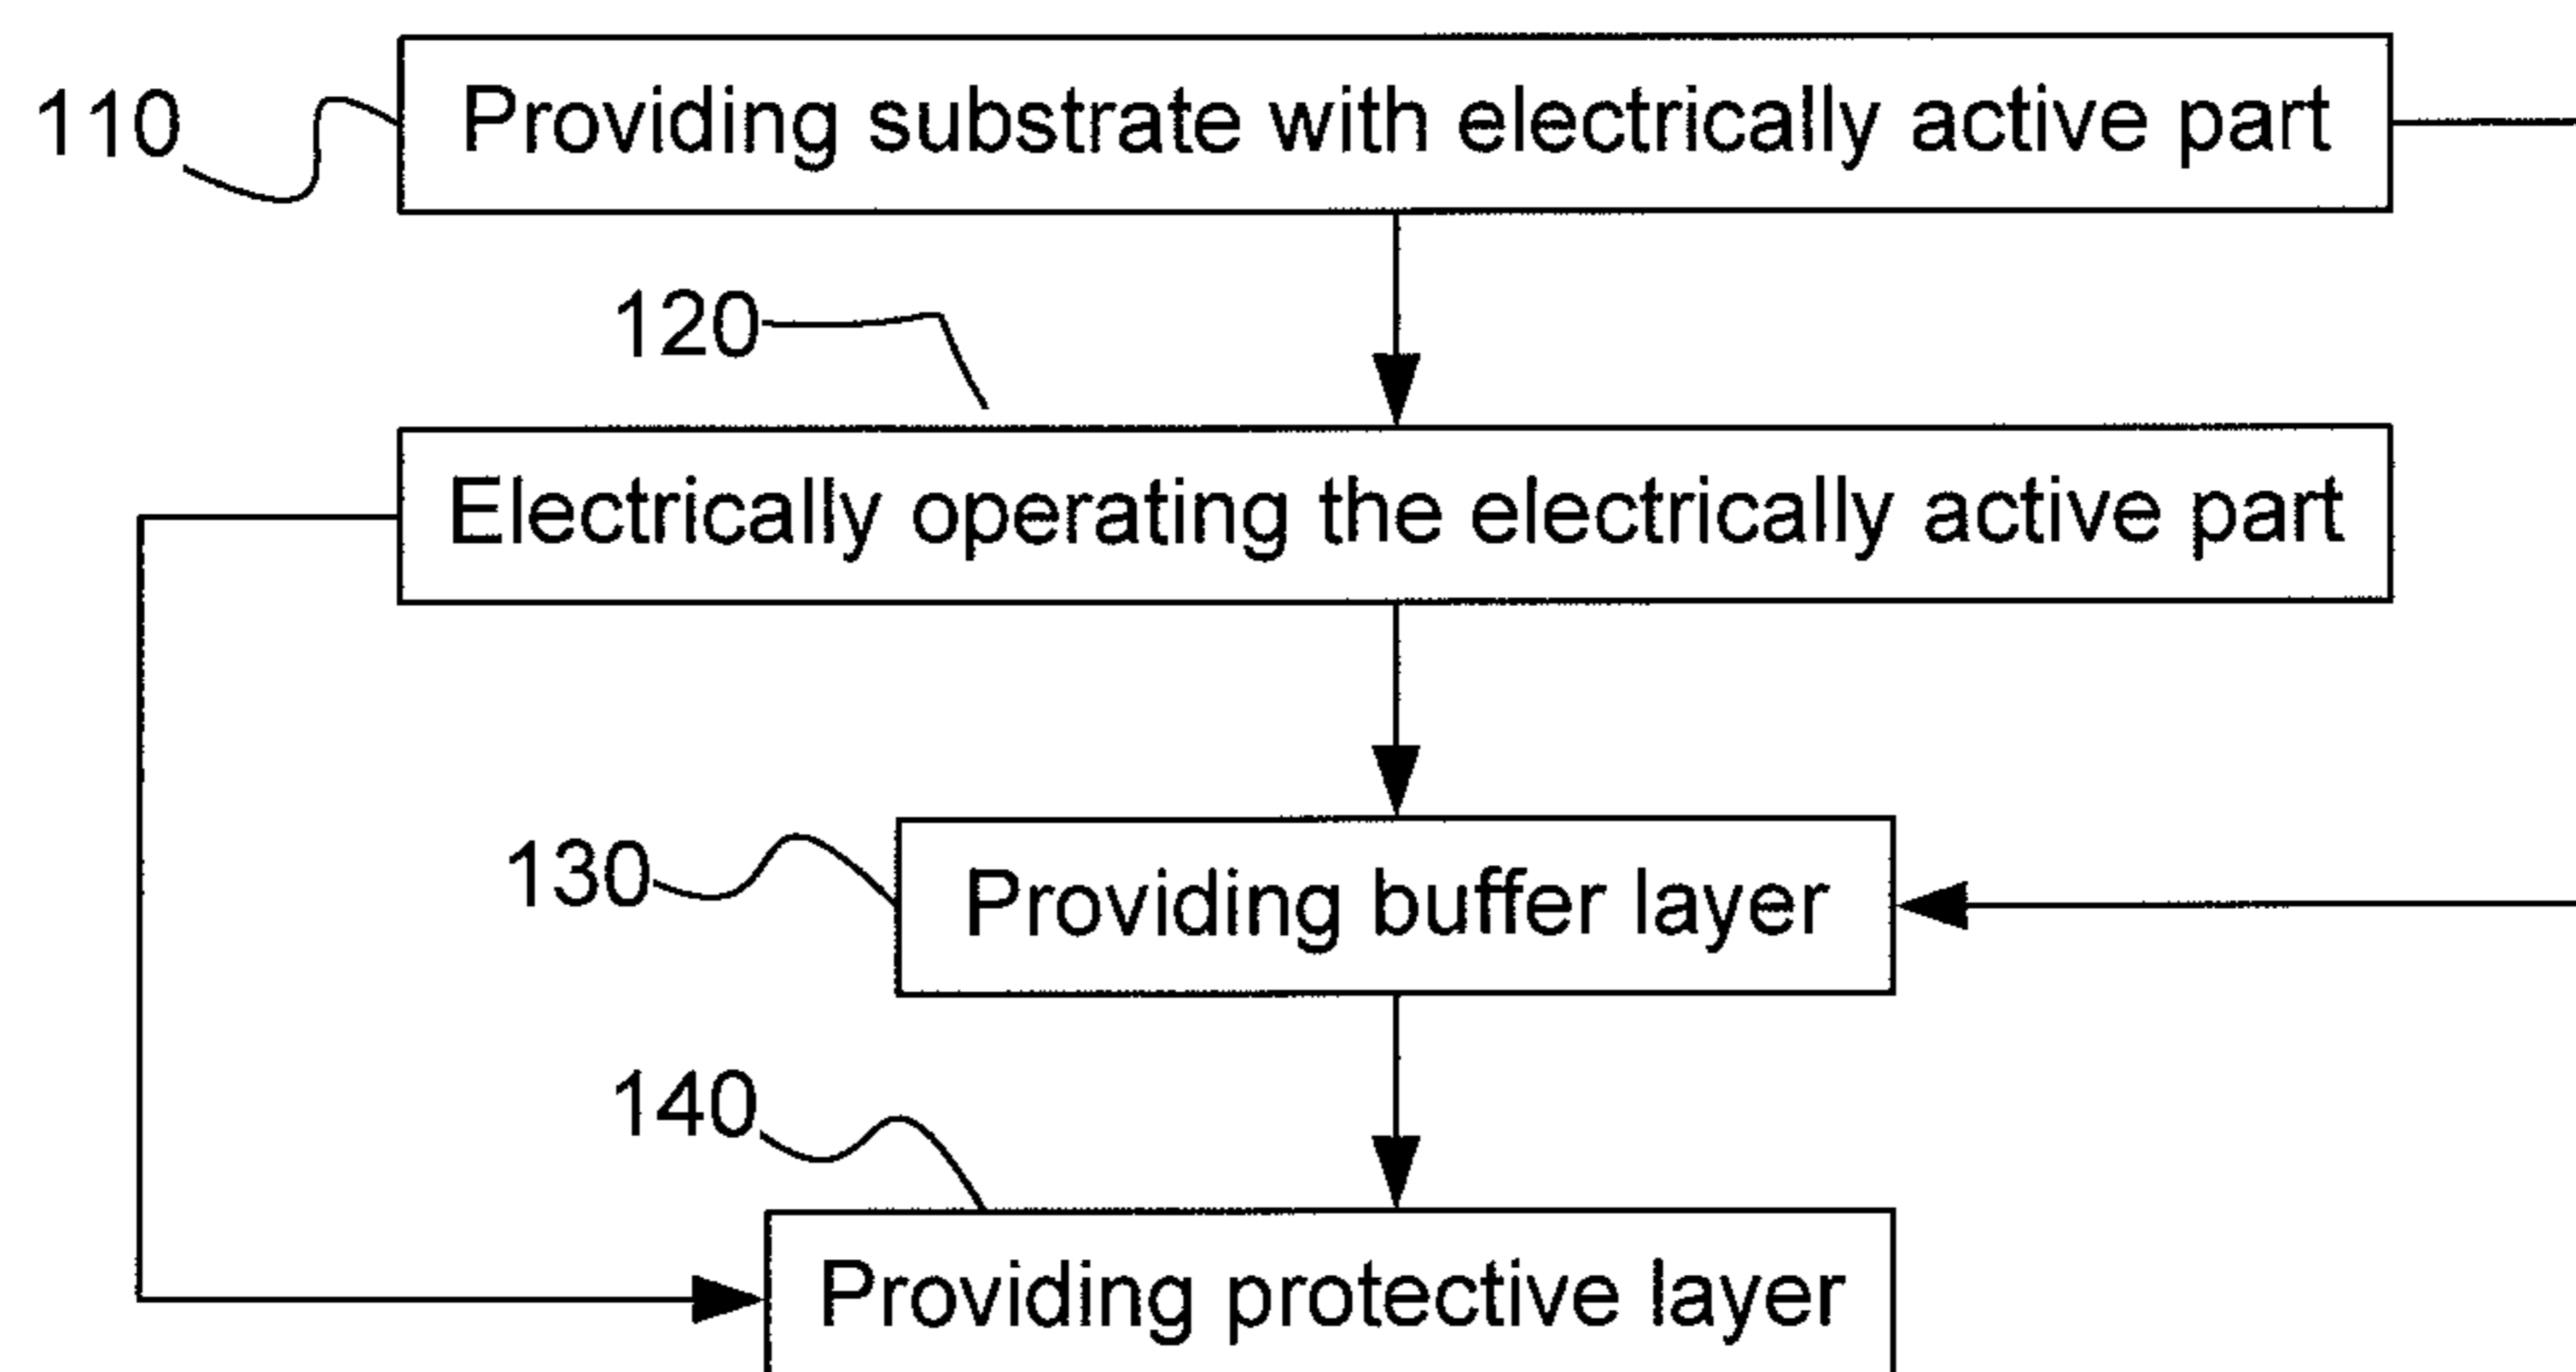 110
Providing substrate with electrically active part
120
Electrically operating the electrically active part
130
Providing buffer layer
140
Providing protective layer